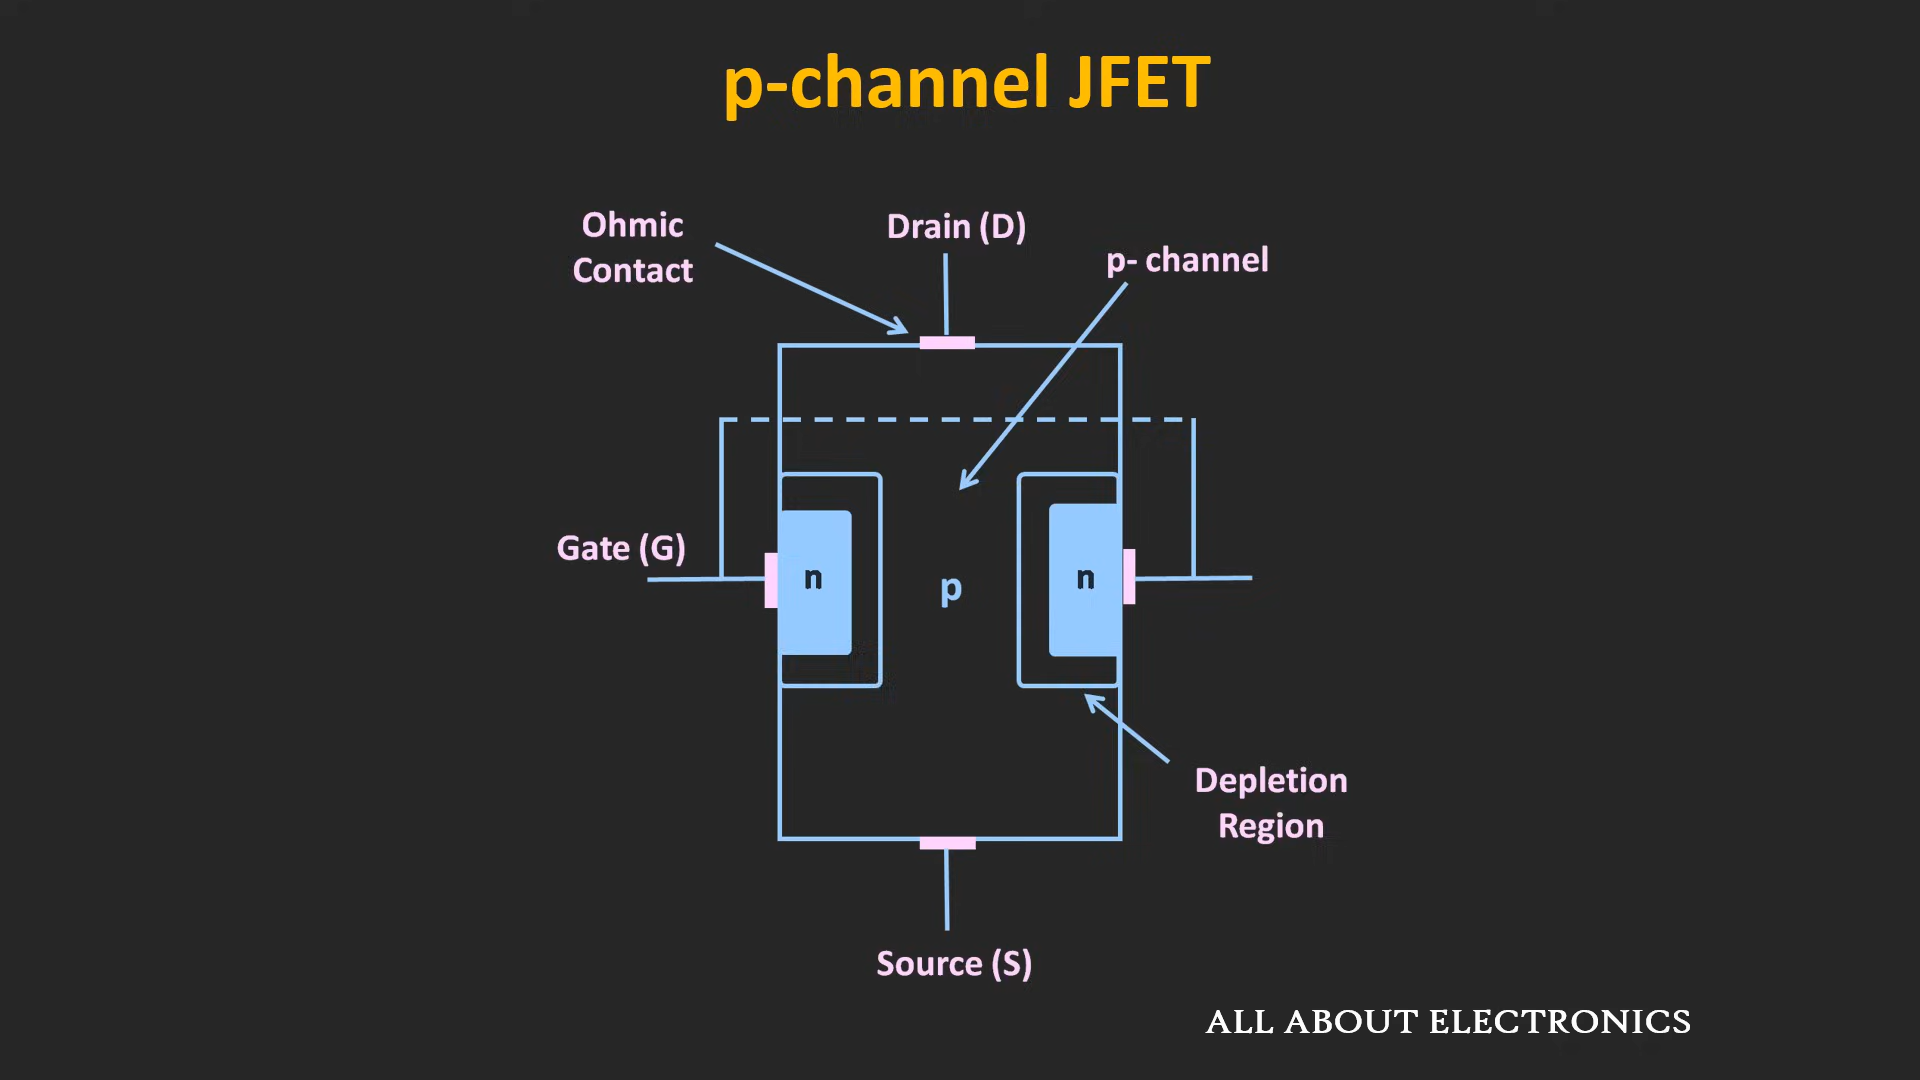 p-channel JFET
Ohmic
Contact
Drain (D)
p- channel
Gate (G)
n
p
n
Depletion
Region
Source (S)
ALL ABOUT ELECTRONICS